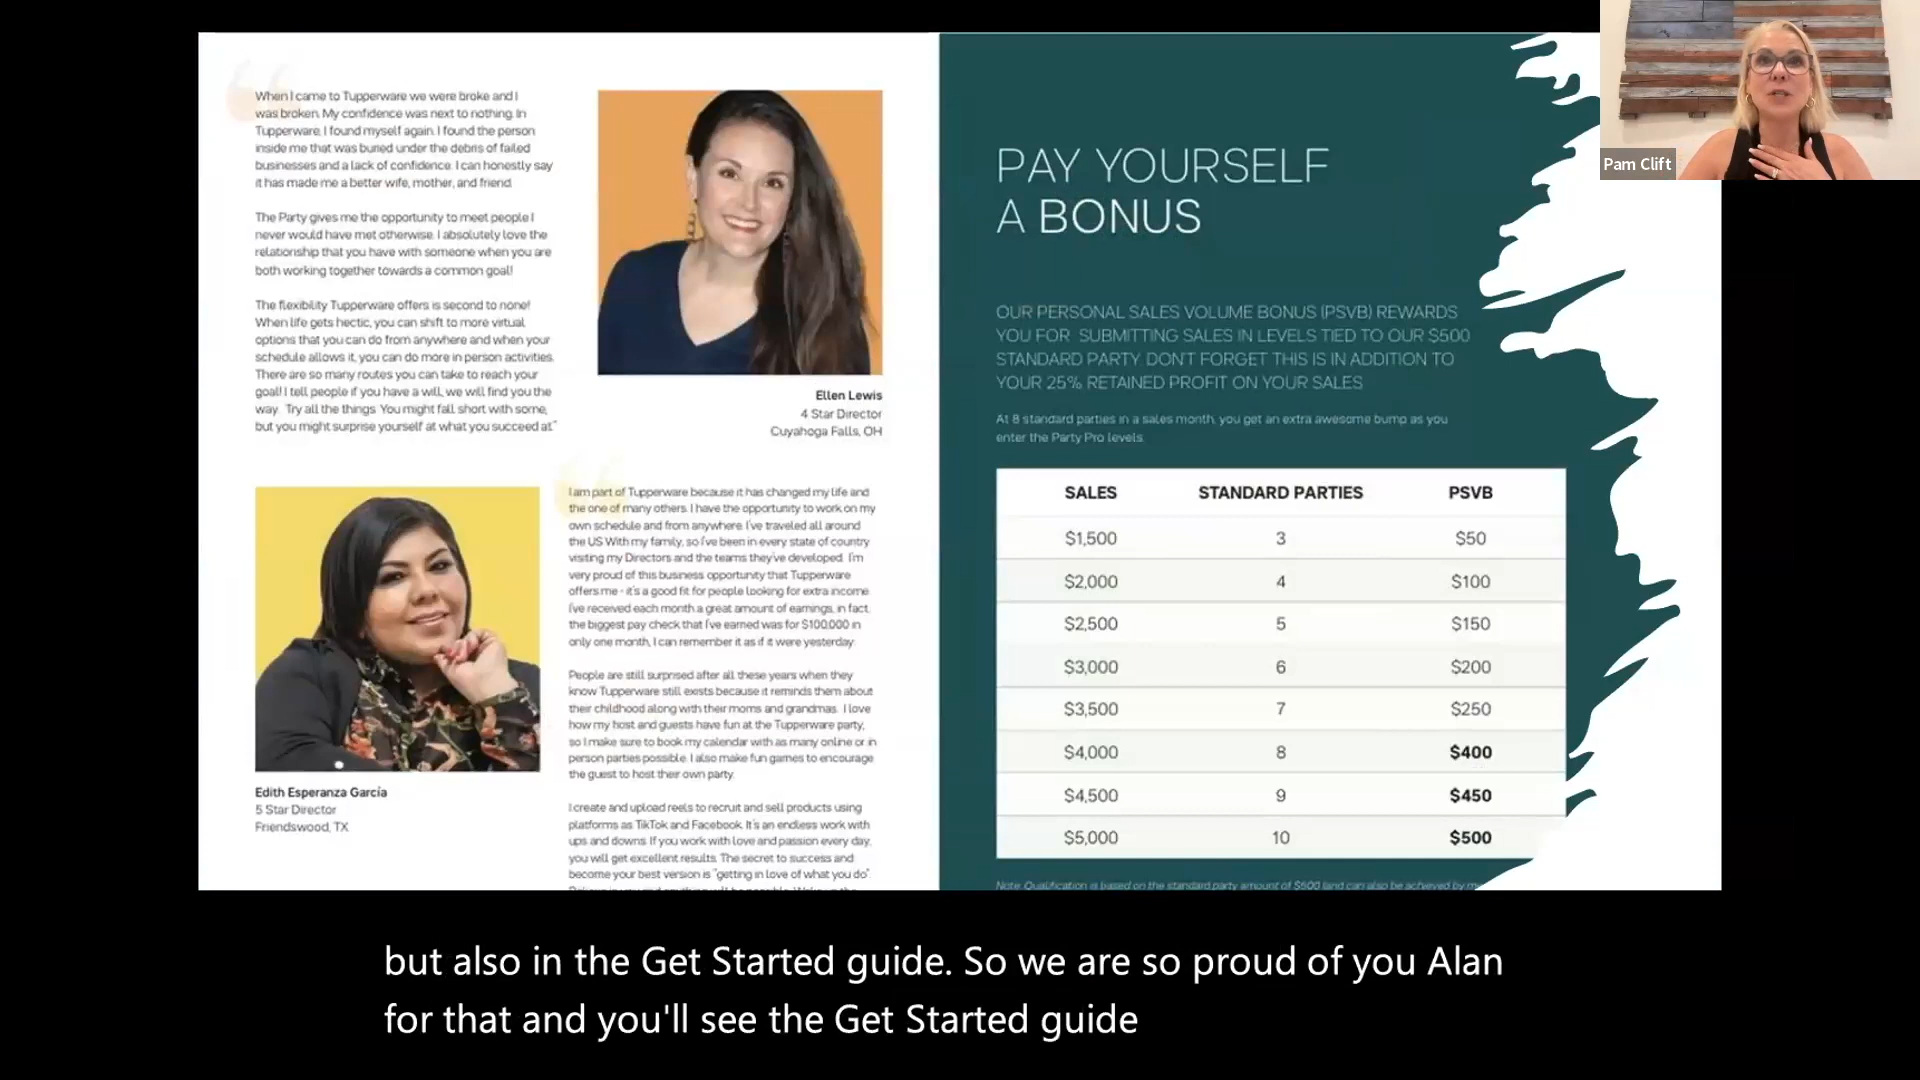 When I came to Tupperware we were broke and I
was broken. My confidence was next to nothing. In
Tupperware, I found myself again. I found the person
inside me that was buried under the debris of failed
businesses and a lack of confidence. I can honestly say
it has made me a better wife, mother, and friend.
The Party gives me the opportunity to meet people I
never would have met otherwise. I absolutely love the
relationship that you have with someone when you are
both working together towards a common goal!
The flexibility Tupperware offers is second to none!
When life gets hectic, you can shift to more virtual
options that you can do from anywhere and when your
schedule allows it, you can do more in person activities.
There are so many routes you can take to reach your
goal! I tell people if you have a will, we will find you the
way. Try all the things. You might fall short with some,
but you might surprise yourself at what you succeed at."
Ellen Lewis
4 Star Director
Cuyahoga Falls, OH
Edith Esperanza García
5 Star Director
Friendswood, TX
I am part of Tupperware because it has changed my life and
the one of many others. I have the opportunity to work on my
own schedule and from anywhere. I've traveled all around
the US With my family, so I've been in every state of country
visiting my Directors and the teams they've developed. I'm
very proud of this business opportunity that Tupperware
offers me - it's a good fit for people looking for extra income.
I've received each month a great amount of earnings, in fact,
the biggest pay check that I've earned was for $100,000 in
only one month, I can remember it as if it were yesterday.
People are still surprised after all these years when they
know Tupperware still exists because it reminds them about
their childhood along with their moms and grandmas. I love
how my host and guests have fun at the Tupperware party,
so I make sure to book my calendar with as many online or in
person parties possible. I also make fun games to encourage
the guest to host their own party.
I create and upload reels to recruit and sell products using
platforms as TikTok and Facebook. It's an endless work with
ups and downs. If you work with love and passion every day,
you will get excellent results. The secret to success and
become your best version is "getting in love of what you do".
PAY YOURSELF
A BONUS
OUR PERSONAL SALES VOLUME BONUS (PSVB) REWARDS
YOU FOR SUBMITTING SALES IN LEVELS TIED TO OUR $500
STANDARD PARTY. DON'T FORGET THIS IS IN ADDITION TO
YOUR 25% RETAINED PROFIT ON YOUR SALES
At 8 standard parties in a sales month, you get an extra awesome bump as you
enter the Party Pro levels.
SALES STANDARD PARTIES PSVB
$1,500 3 $50
$2,000 4 $100
$2,500 5 $150
$3,000 6 $200
$3,500 7 $250
$4,000 8 $400
$4,500 9 $450
$5,000 10 $500
Note: Qualification is based on the standard party amount of $500 (and can also be achieved by
Pam Clift
but also in the Get Started guide. So we are so proud of you Alan
for that and you'll see the Get Started guide